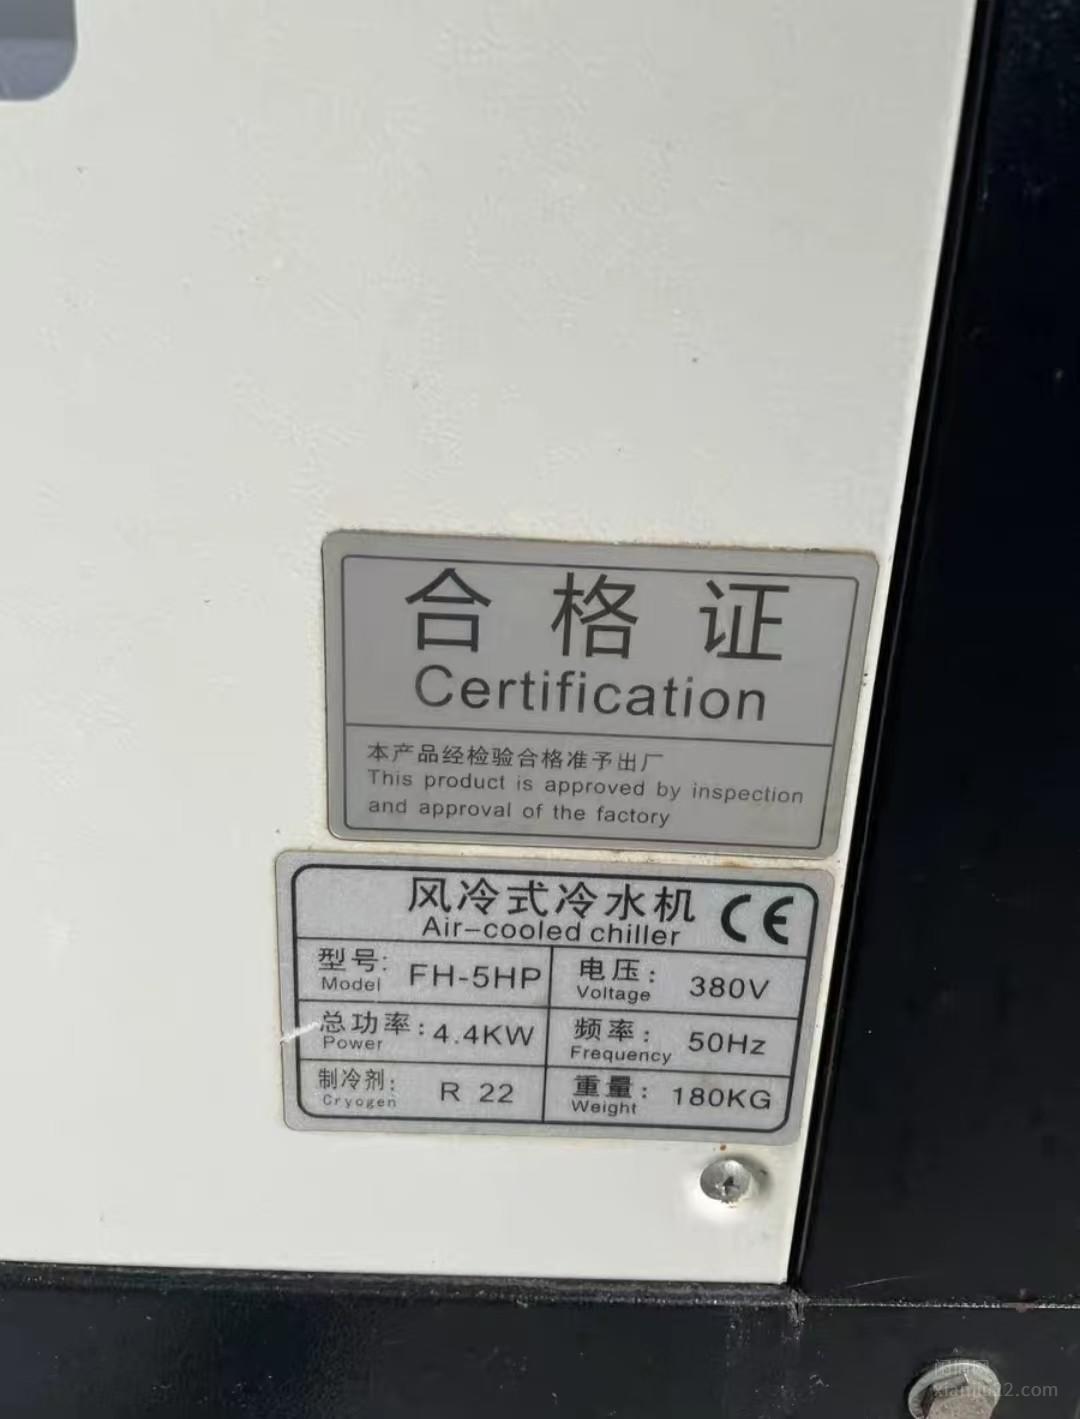 合格证
Certification
本产品经检验合格准予出厂
This product is approved by inspection
and approval of the factory
风冷式冷水机 CE
Air-cooled chiller
型号: FH-5HP 电压: 380V
Model Voltage
总功率: 4.4KW 频率: 50Hz
Power Frequency
制冷剂: R 22 重量: 180KG
Cryogen Weight